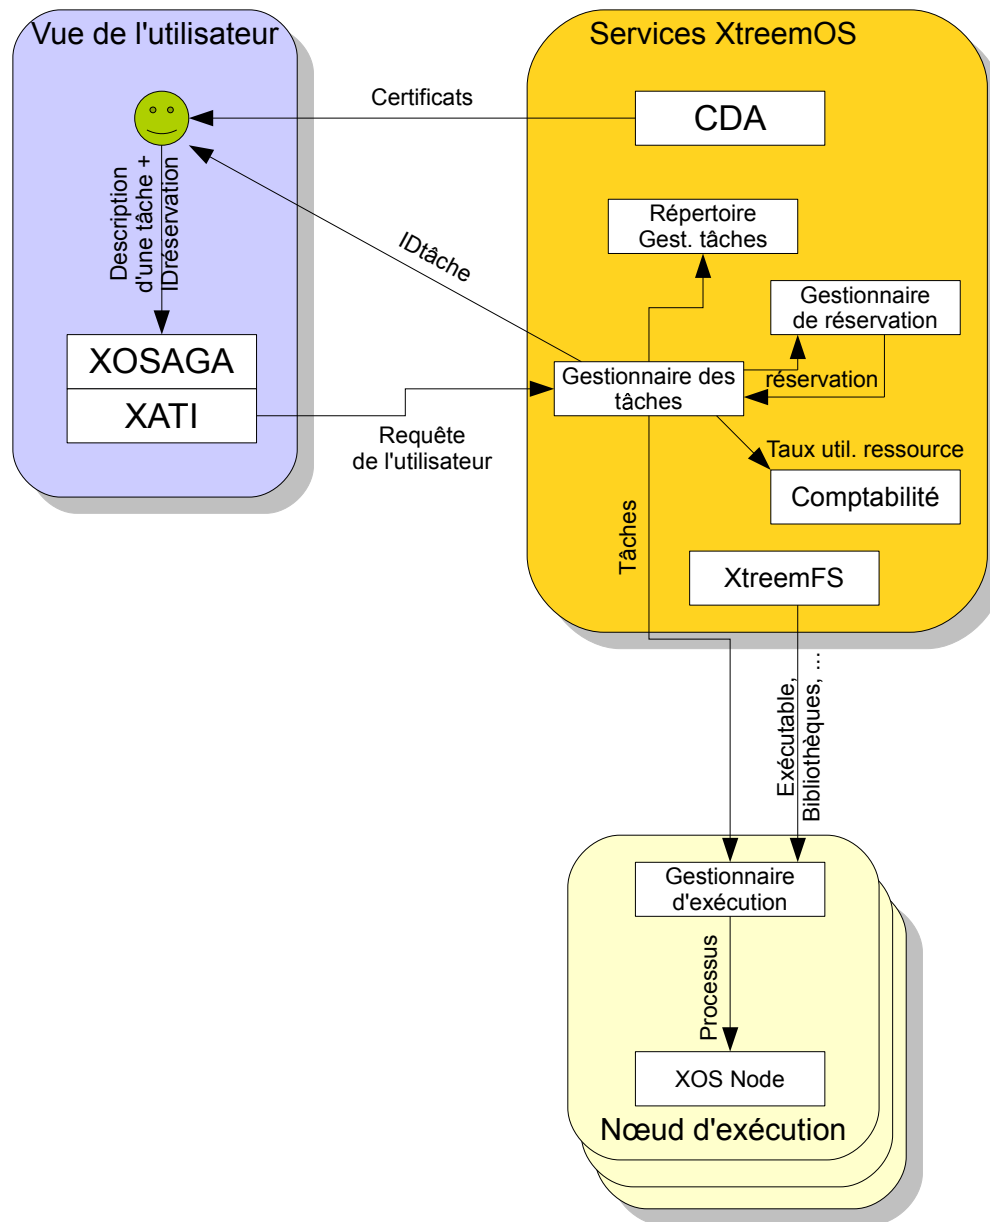 Vue de l'utilisateur
Services XtreemOS
Certificats
CDA
Description
d'une tâche +
IDréservation
IDtâche
Répertoire
Gest. tâches
Gestionnaire
de réservation
XOSAGA
XATI
Gestionnaire des
tâches
réservation
Requête
de l'utilisateur
Taux util. ressource
Comptabilité
Tâches
XtreemFS
Exécutable,
Bibliothèques, ...
Gestionnaire
d'exécution
Processus
XOS Node
Nœud d'exécution